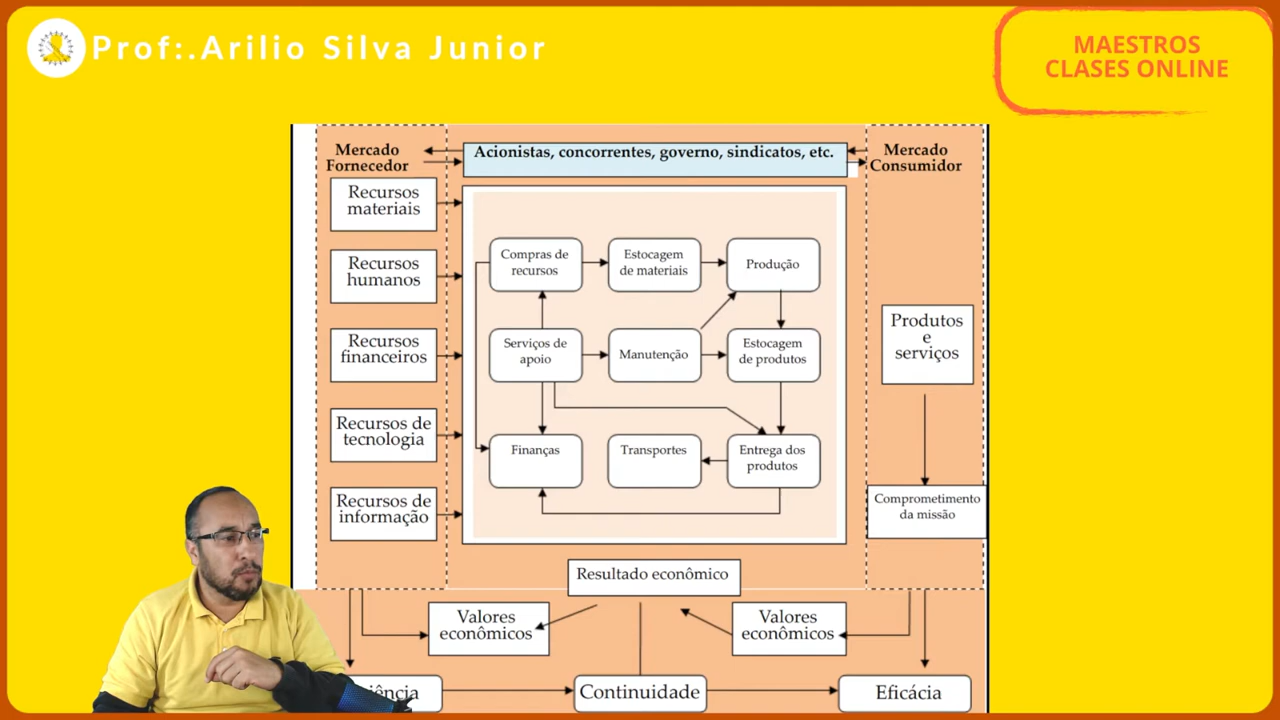 Prof:.Arilio Silva Junior
MAESTROS
CLASES ONLINE
Mercado
Fornecedor
Acionistas, concorrentes, governo, sindicatos, etc.
Mercado
Consumidor
Recursos
materiais
Recursos
humanos
Recursos
financeiros
Recursos de
tecnologia
Recursos de
informação
Compras de
recursos
Estocagem
de materiais
Produção
Serviços de
apoio
Manutenção
Estocagem
de produtos
Finanças
Transportes
Entrega dos
produtos
Produtos
e
serviços
Comprometimento
da missão
Resultado econômico
Valores
econômicos
Valores
econômicos
Continuidade
Eficácia